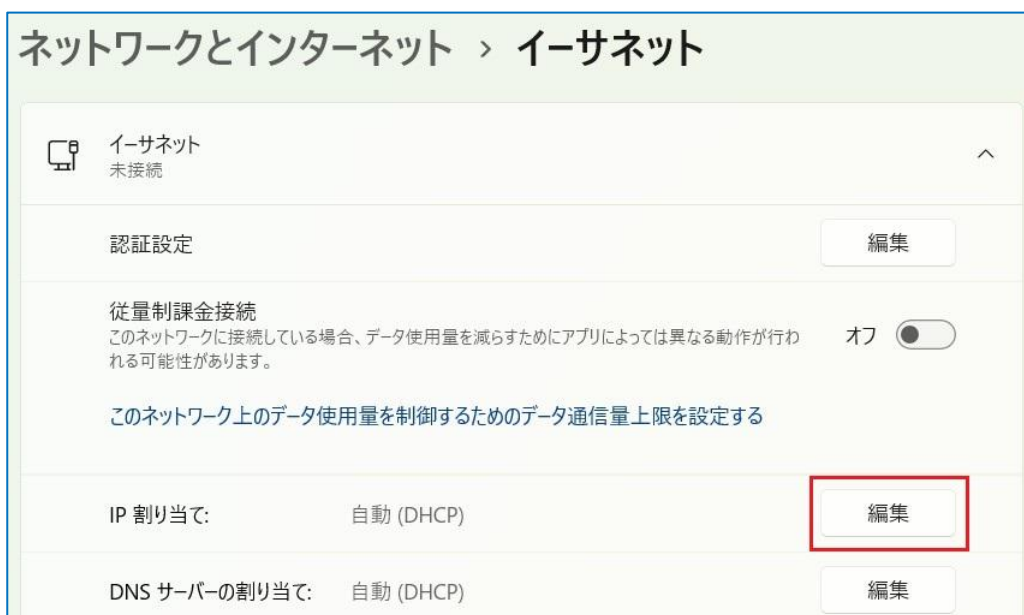 ネットワークとインターネット › イーサネット
イーサネット
未接続
認証設定
編集
従量制課金接続
このネットワークに接続している場合、データ使用量を減らすためにアプリによっては異なる動作が行わ
れる可能性があります。
オフ
このネットワーク上のデータ使用量を制御するためのデータ通信量上限を設定する
IP 割り当て: 自動 (DHCP) 編集
DNS サーバーの割り当て: 自動 (DHCP) 編集